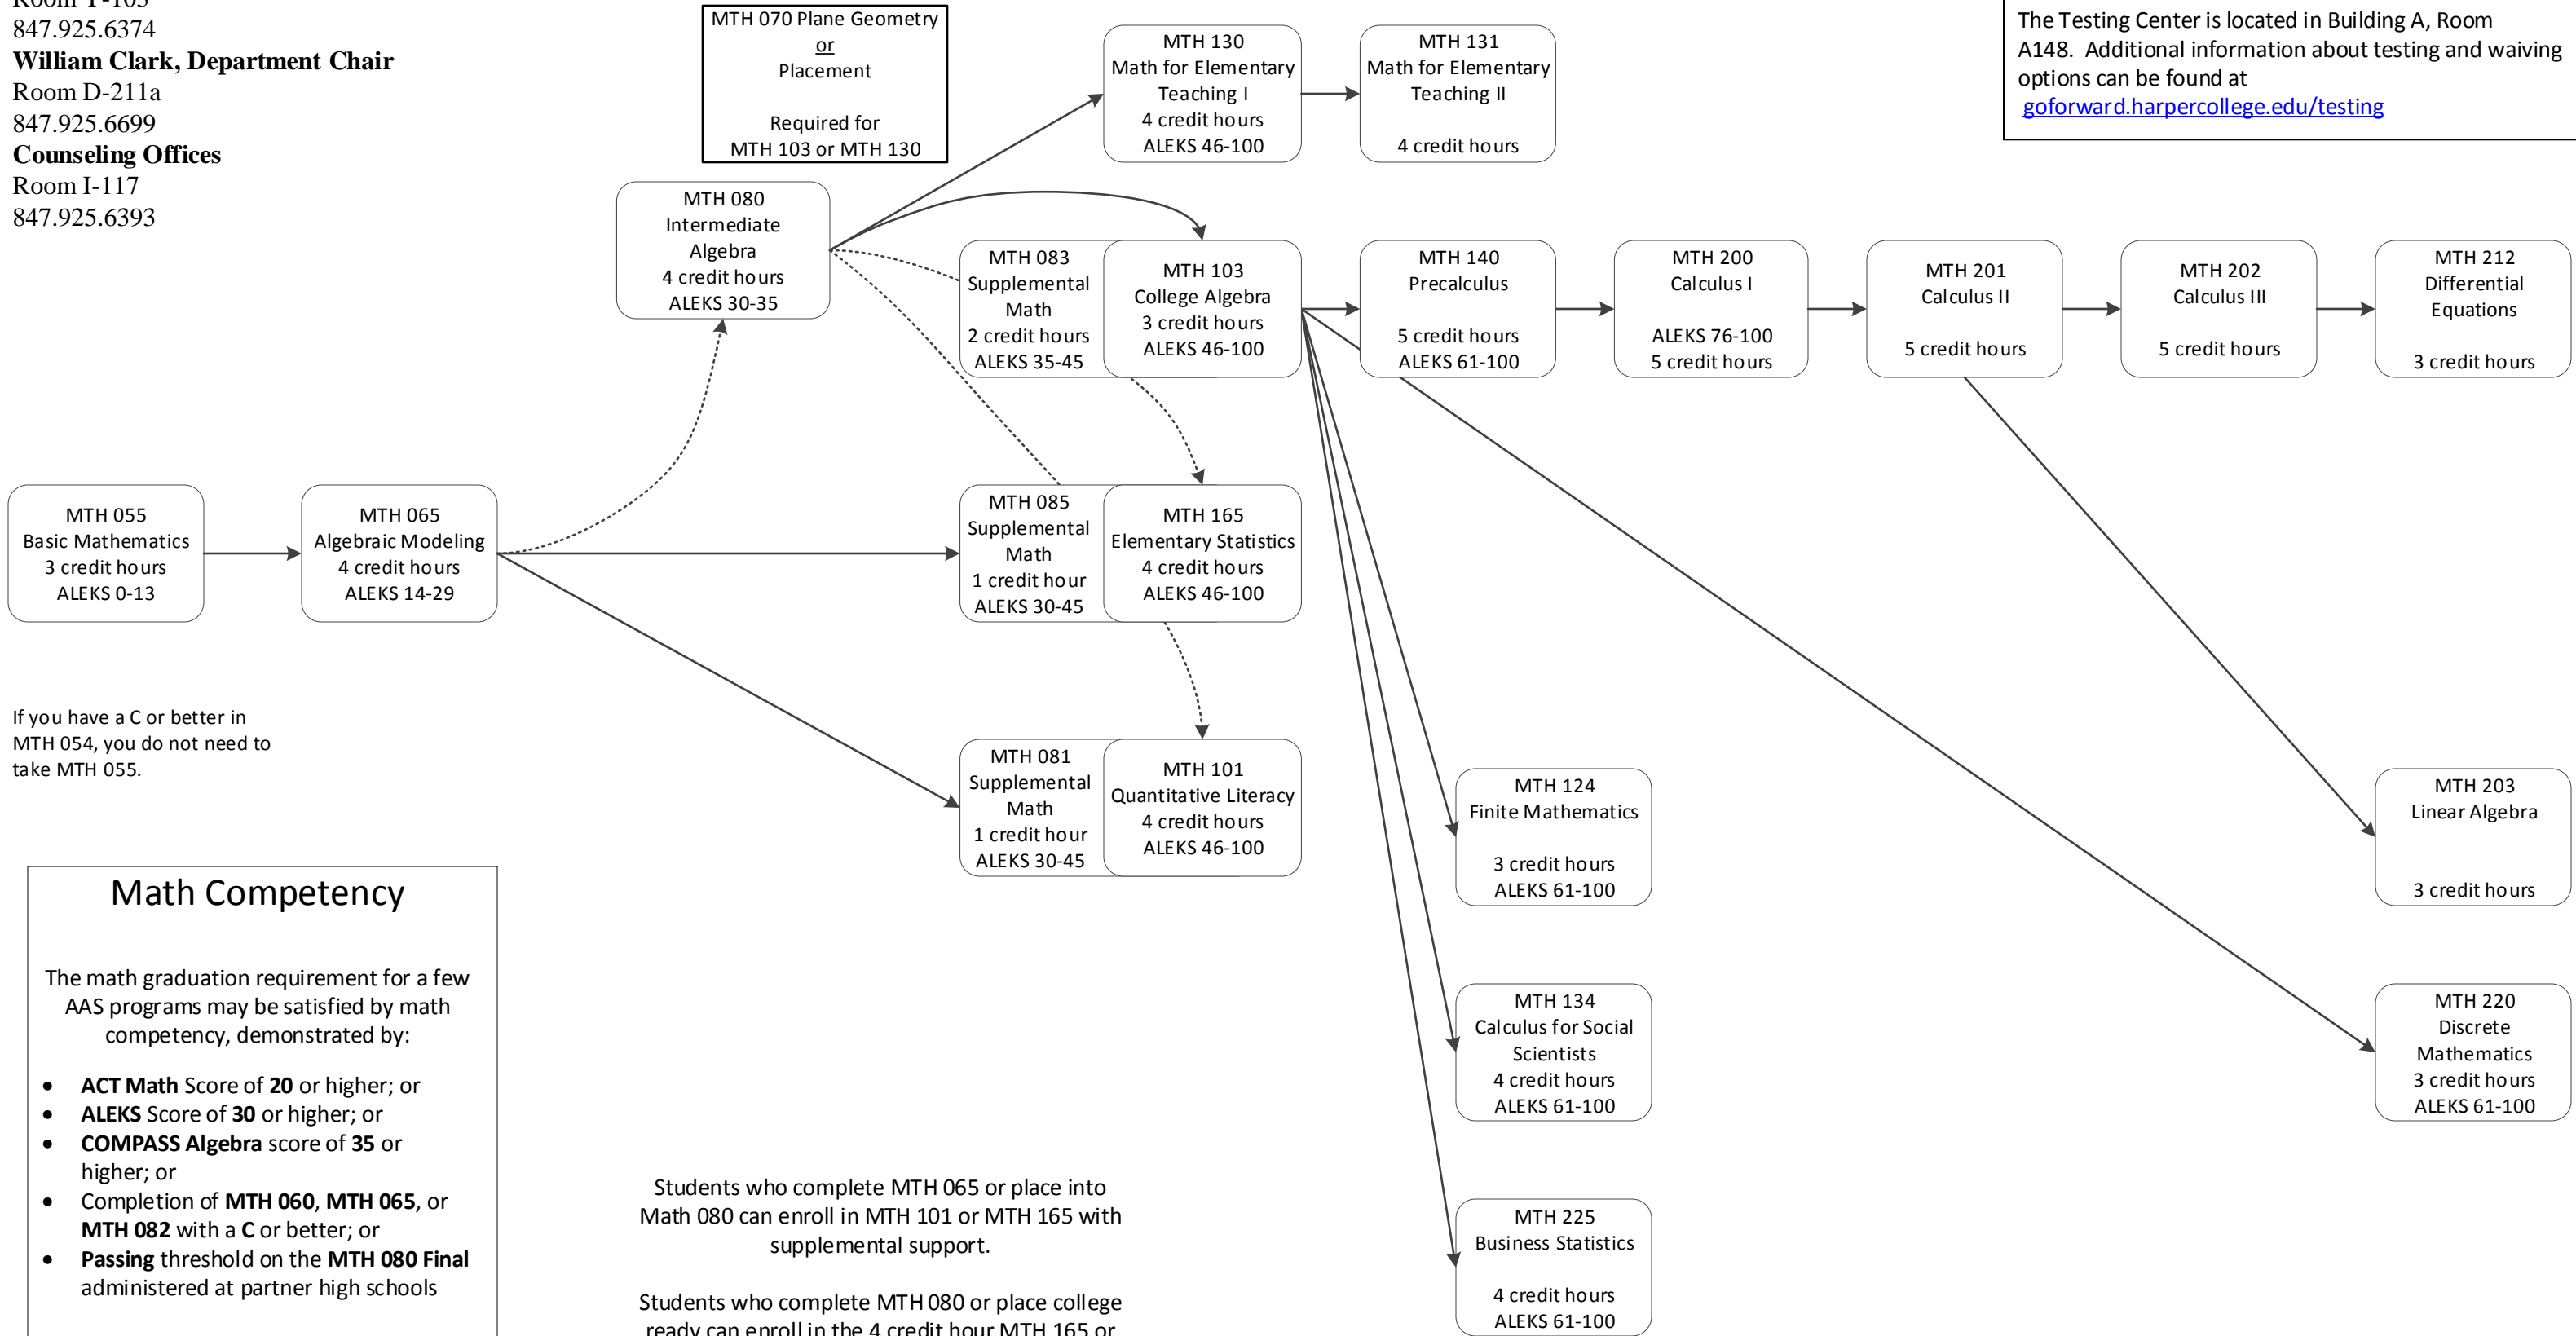 847.925.6374
William Clark, Department Chair
Room D-211a
847.925.6699
Counseling Offices
Room I-117
847.925.6393
MTH 070 Plane Geometry
or
Placement
Required for
MTH 103 or MTH 130
MTH 130
Math for Elementary
Teaching I
4 credit hours
ALEKS 46-100
MTH 131
Math for Elementary
Teaching II
4 credit hours
The Testing Center is located in Building A, Room
A148. Additional information about testing and waiving
options can be found at
goforward.harpercollege.edu/testing
MTH 080
Intermediate
Algebra
4 credit hours
ALEKS 30-35
MTH 083
Supplemental
Math
2 credit hours
ALEKS 35-45
MTH 103
College Algebra
3 credit hours
ALEKS 46-100
MTH 140
Precalculus
5 credit hours
ALEKS 61-100
MTH 200
Calculus I
ALEKS 76-100
5 credit hours
MTH 201
Calculus II
5 credit hours
MTH 202
Calculus III
5 credit hours
MTH 212
Differential
Equations
3 credit hours
MTH 055
Basic Mathematics
3 credit hours
ALEKS 0-13
MTH 065
Algebraic Modeling
4 credit hours
ALEKS 14-29
MTH 085
Supplemental
Math
1 credit hour
ALEKS 30-45
MTH 165
Elementary Statistics
4 credit hours
ALEKS 46-100
If you have a C or better in
MTH 054, you do not need to
take MTH 055.
MTH 081
Supplemental
Math
1 credit hour
ALEKS 30-45
MTH 101
Quantitative Literacy
4 credit hours
ALEKS 46-100
MTH 124
Finite Mathematics
3 credit hours
ALEKS 61-100
MTH 203
Linear Algebra
3 credit hours
Math Competency
The math graduation requirement for a few
AAS programs may be satisfied by math
competency, demonstrated by:
• ACT Math Score of 20 or higher; or
• ALEKS Score of 30 or higher; or
• COMPASS Algebra score of 35 or
higher; or
• Completion of MTH 060, MTH 065, or
MTH 082 with a C or better; or
• Passing threshold on the MTH 080 Final
administered at partner high schools
MTH 134
Calculus for Social
Scientists
4 credit hours
ALEKS 61-100
MTH 220
Discrete
Mathematics
3 credit hours
ALEKS 61-100
Students who complete MTH 065 or place into
Math 080 can enroll in MTH 101 or MTH 165 with
supplemental support.
Students who complete MTH 080 or place college
ready can enroll in the 4 credit hour MTH 165 or
MTH 225
Business Statistics
4 credit hours
ALEKS 61-100